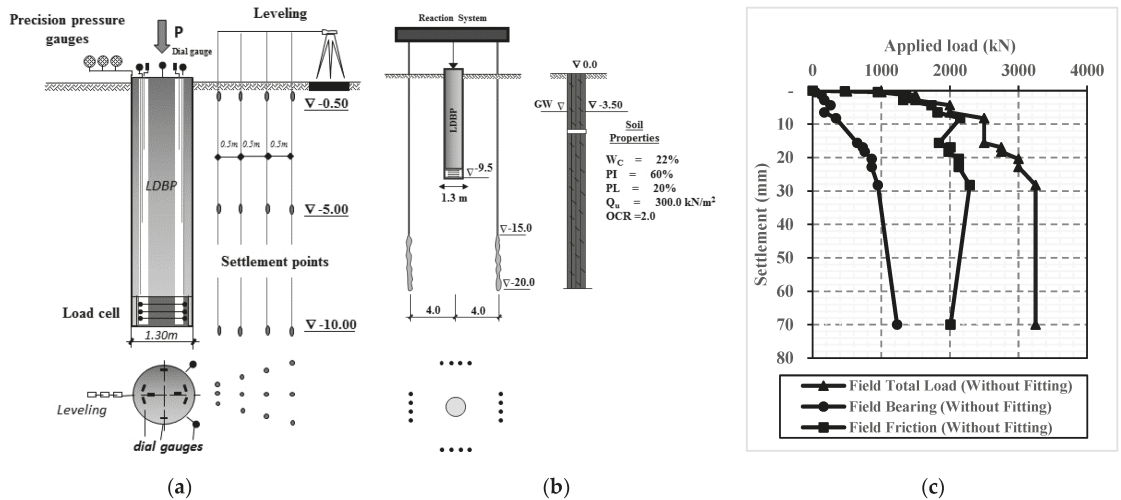 Precision pressure
gauges
P
Dial gauge
Leveling
∇ -0.50
0.5m 0.5m 0.5m
LDBP
∇ -5.00
Settlement points
Load cell
∇ -10.00
1.30m
Leveling
dial gauges
(a)
Reaction System
∇ 0.0
GW ∇
∇ -3.50
LDBP
∇ -9.5
1.3 m
Soil
Properties
WC = 22%
PI = 60%
PL = 20%
Qu = 300.0 kN/m²
OCR =2.0
∇ -15.0
∇ -20.0
4.0 4.0
(b)
Applied load (kN)
0 1000 2000 3000 4000
-
10
20
30
40
50
60
70
80
Settlement (mm)
Field Total Load (Without Fitting)
Field Bearing (Without Fitting)
Field Friction (Without Fitting)
(c)